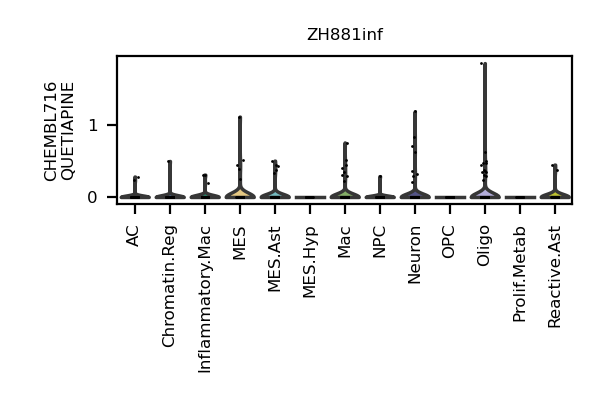 ZH881inf
CHEMBL716
QUETIAPINE
1
0
AC
Chromatin.Reg
Inflammatory.Mac
MES
MES.Ast
MES.Hyp
Mac
NPC
Neuron
OPC
Oligo
Prolif.Metab
Reactive.Ast